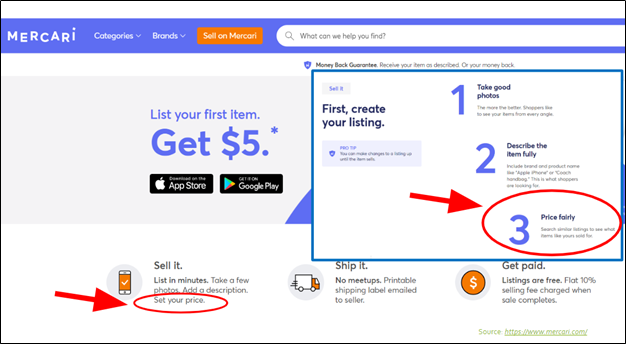 MERCARI
Categories
Brands
Sell on Mercari
What can we help you find?
Money Back Guarantee. Receive your item as described. Or your money back.
List your first item.
Get $5.*
Download on the
App Store
GET IT ON
Google Play
Sell it
First, create
your listing.
PRO TIP
You can make changes to a listing up
until the item sells.
1
Take good
photos
The more the better. Shoppers like
to see your items from every angle.
2
Describe the
item fully
Include brand and product name
like "Apple iPhone" or "Coach
handbag." This is what shoppers
are looking for.
3
Price fairly
Search similar listings to see what
items like yours sold for.
Sell it.
List in minutes. Take a few
photos. Add a description.
Set your price.
Ship it.
No meetups. Printable
shipping label emailed
to seller.
Get paid.
Listings are free. Flat 10%
selling fee charged when
sale completes.
Source: https://www.mercari.com/